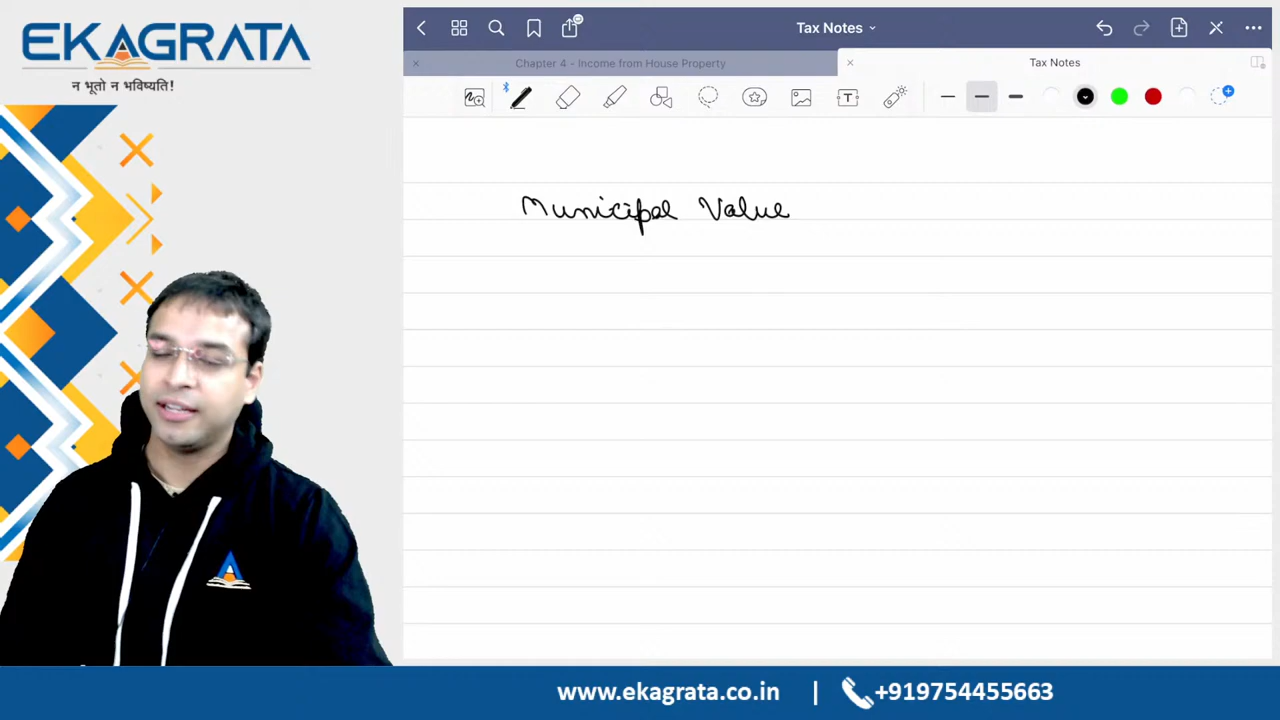 EKAGRATA
न भूतो न भविष्यति!
Tax Notes
Chapter 4 - Income from House Property
Tax Notes
Municipal Value
www.ekagrata.co.in | +919754455663